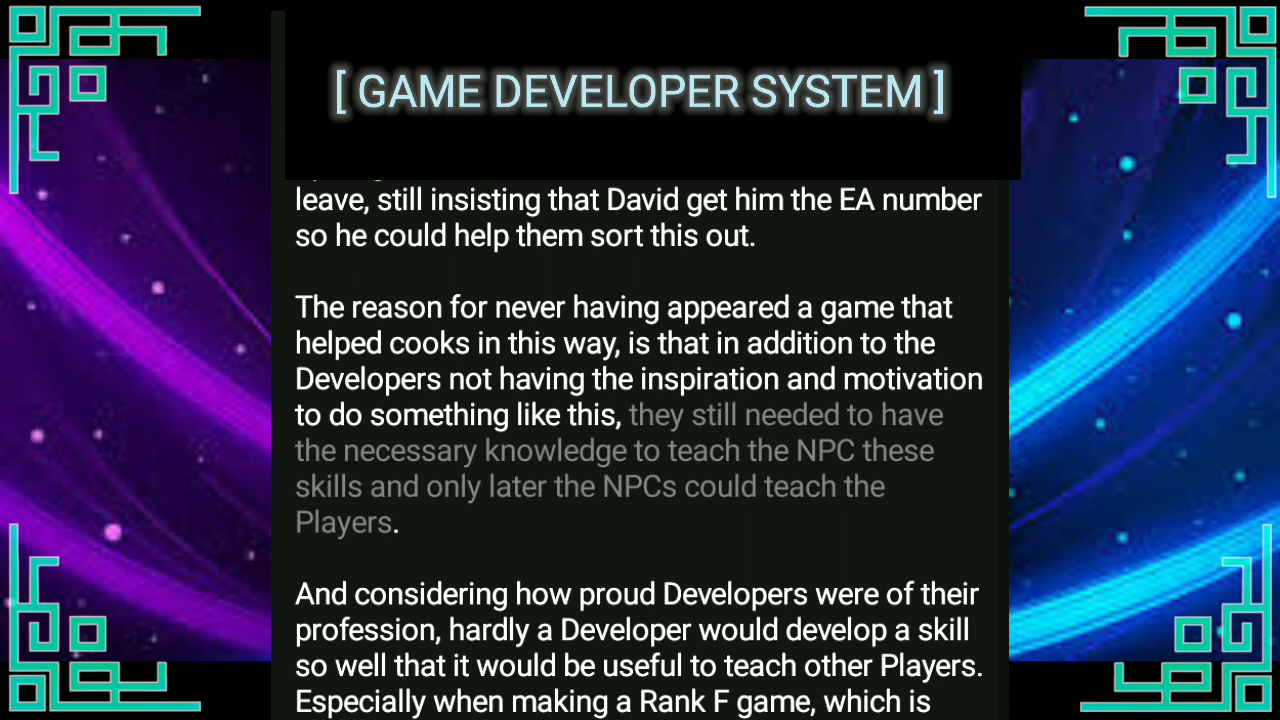 [ GAME DEVELOPER SYSTEM ]
leave, still insisting that David get him the EA number
so he could help them sort this out.
The reason for never having appeared a game that
helped cooks in this way, is that in addition to the
Developers not having the inspiration and motivation
to do something like this, they still needed to have
the necessary knowledge to teach the NPC these
skills and only later the NPCs could teach the
Players.
And considering how proud Developers were of their
profession, hardly a Developer would develop a skill
so well that it would be useful to teach other Players.
Especially when making a Rank F game, which is